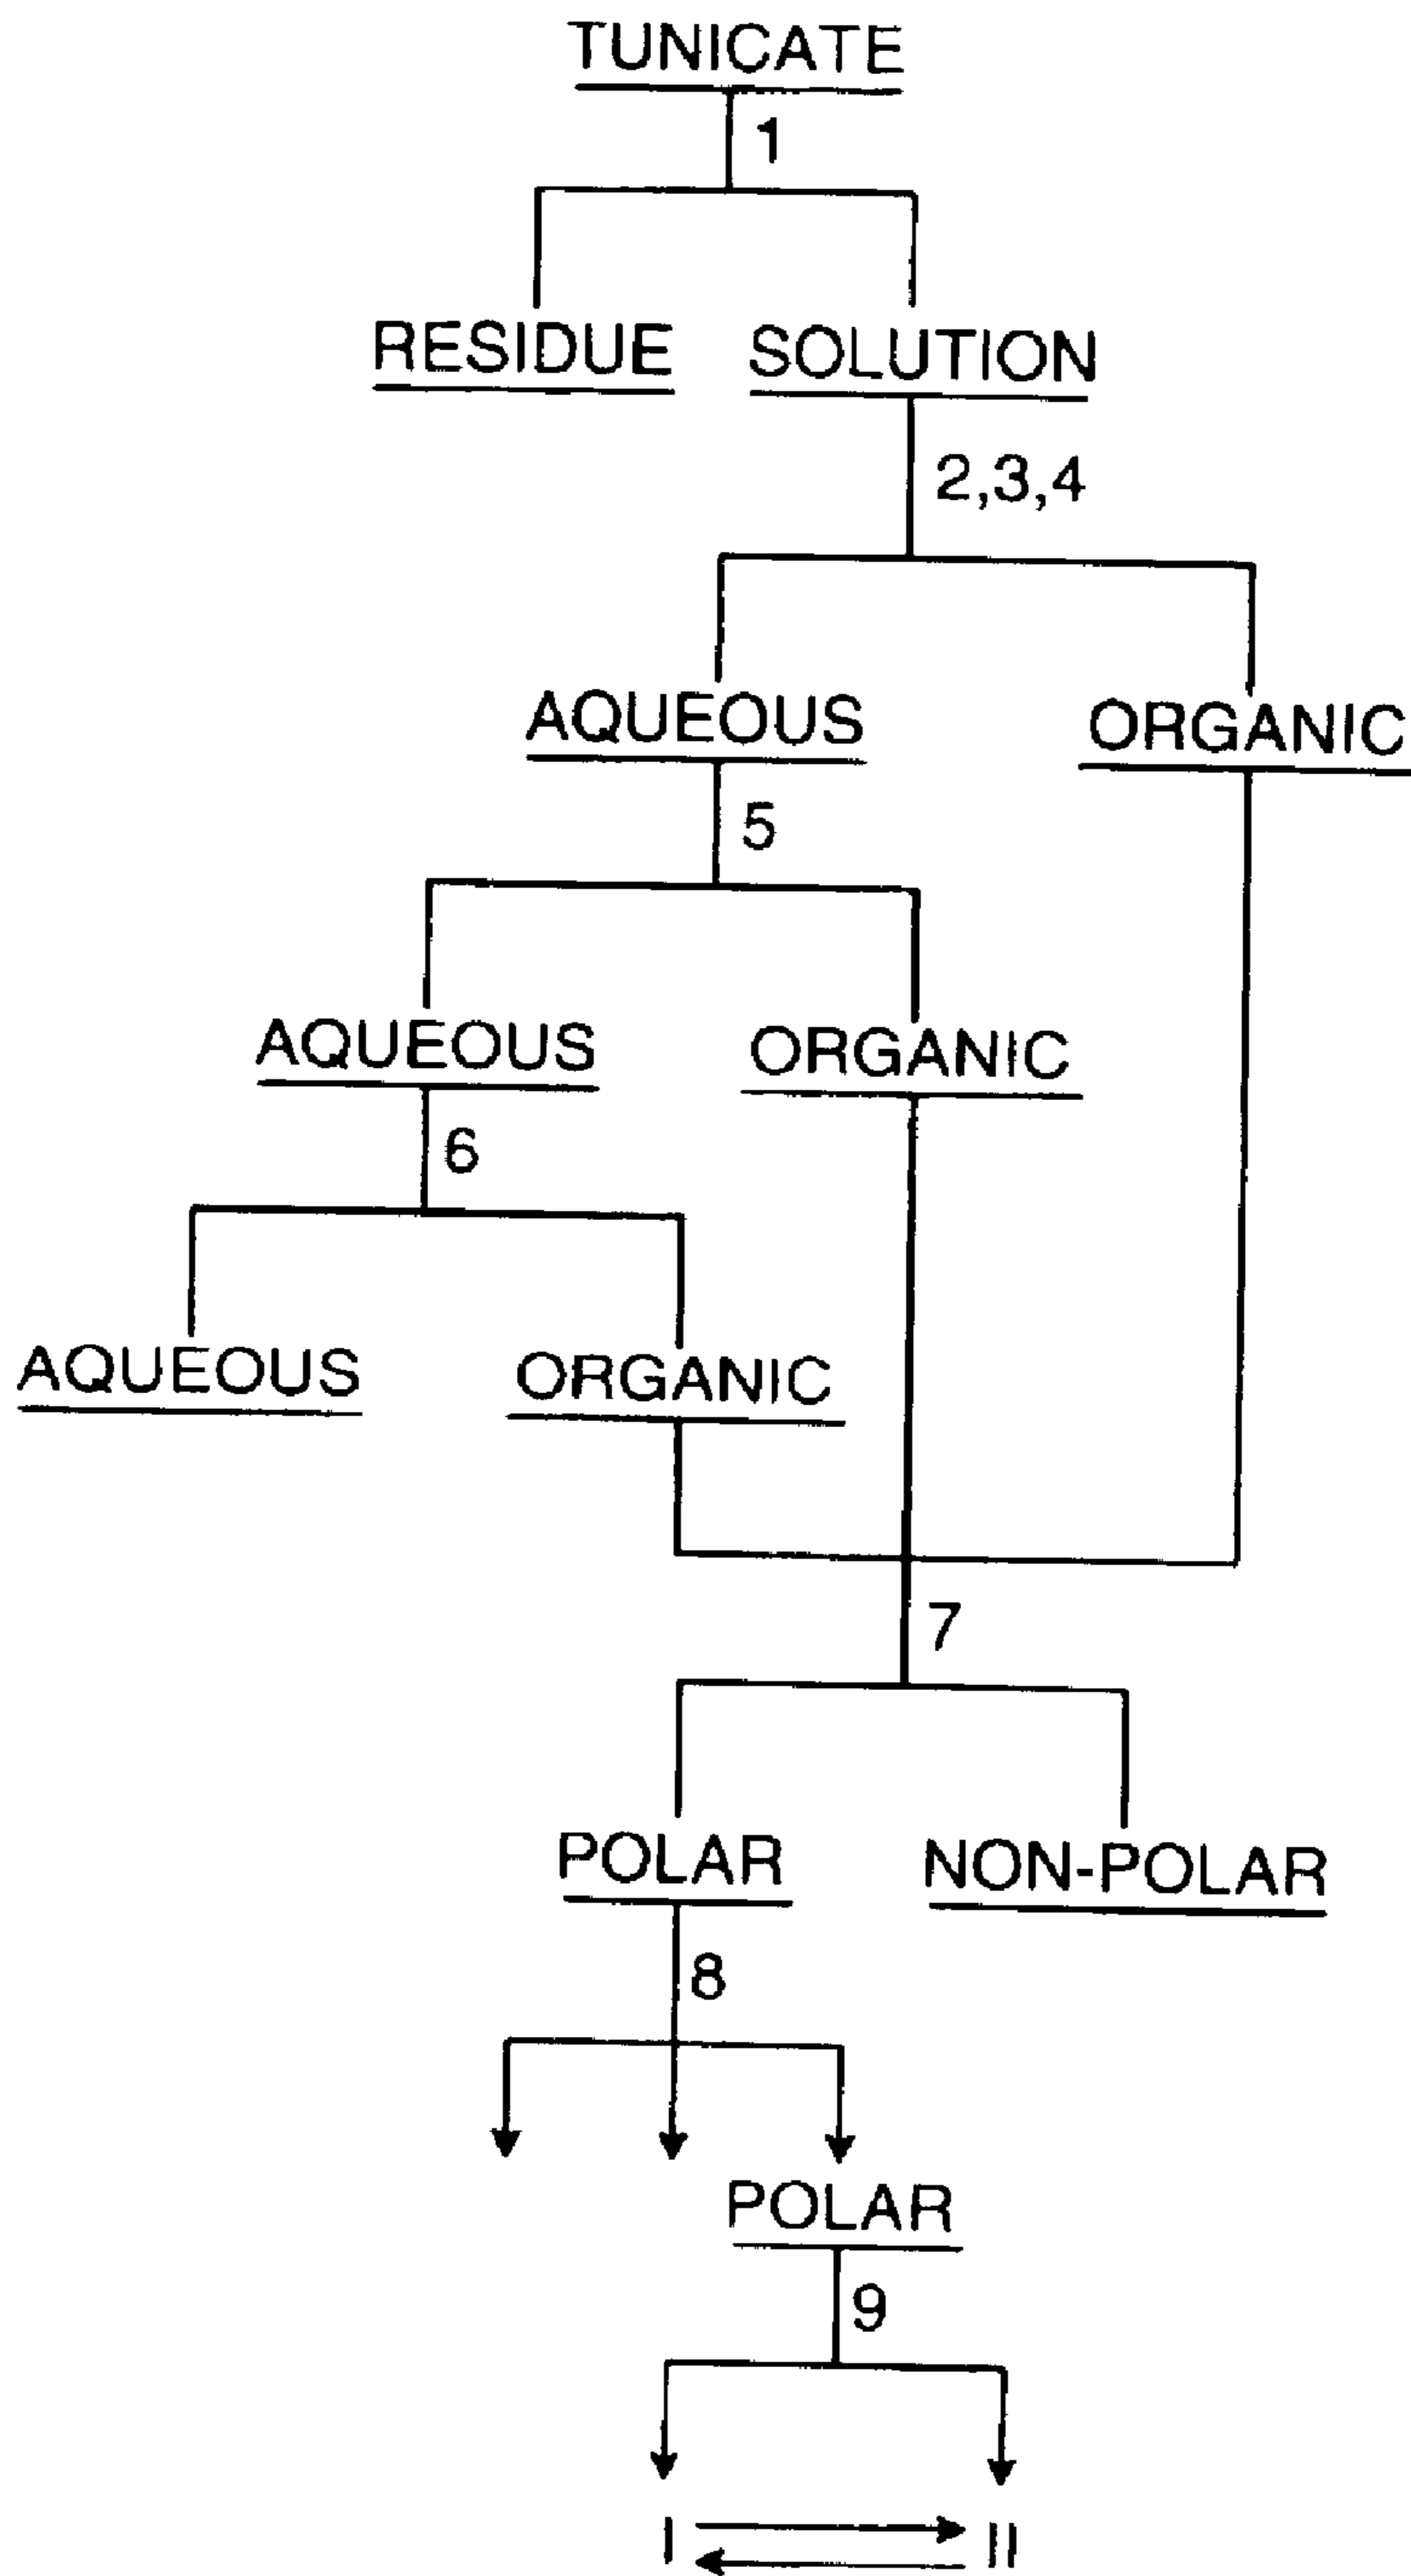 TUNICATE
1
RESIDUE SOLUTION
2,3,4
AQUEOUS ORGANIC
5
AQUEOUS ORGANIC
6
AQUEOUS ORGANIC
7
POLAR NON-POLAR
8
POLAR
9
I II